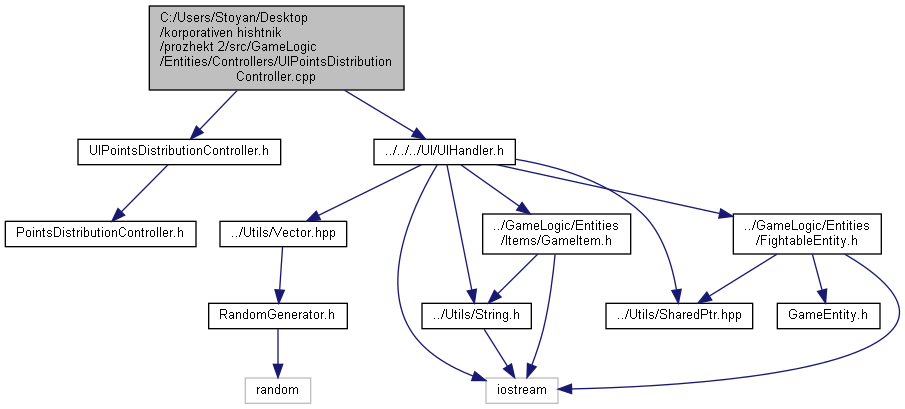 C:/Users/Stoyan/Desktop
/korporativen hishtnik
/prozhekt 2/src/GameLogic
/Entities/Controllers/UIPointsDistribution
Controller.cpp
UIPointsDistributionController.h
../../../UI/UIHandler.h
PointsDistributionController.h
../Utils/Vector.hpp
../GameLogic/Entities
/Items/GameItem.h
../GameLogic/Entities
/FightableEntity.h
RandomGenerator.h
../Utils/String.h
../Utils/SharedPtr.hpp
GameEntity.h
random
iostream